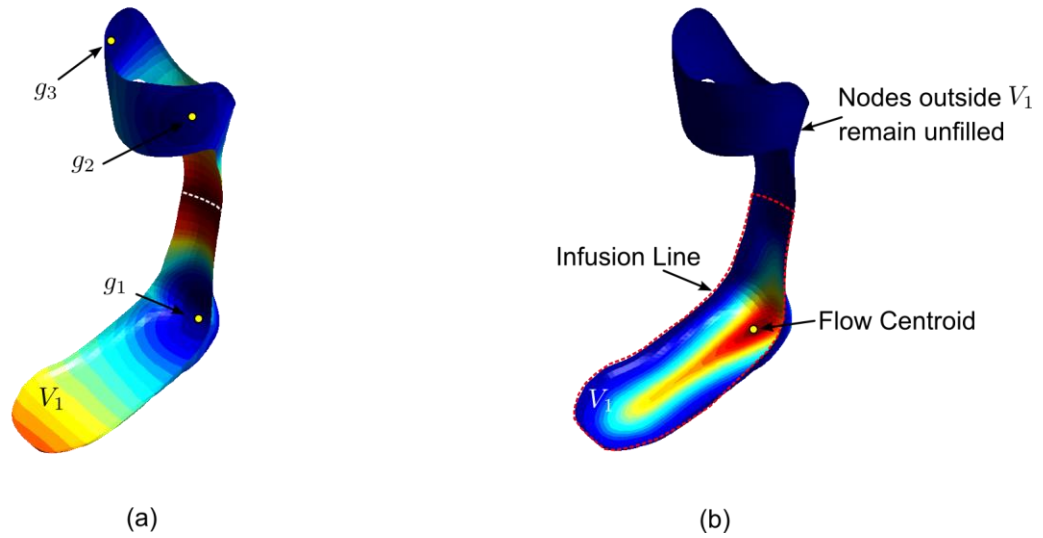 g₃
g₂
g₁
V₁
(a)
Nodes outside V₁
remain unfilled
Infusion Line
Flow Centroid
V₁
(b)